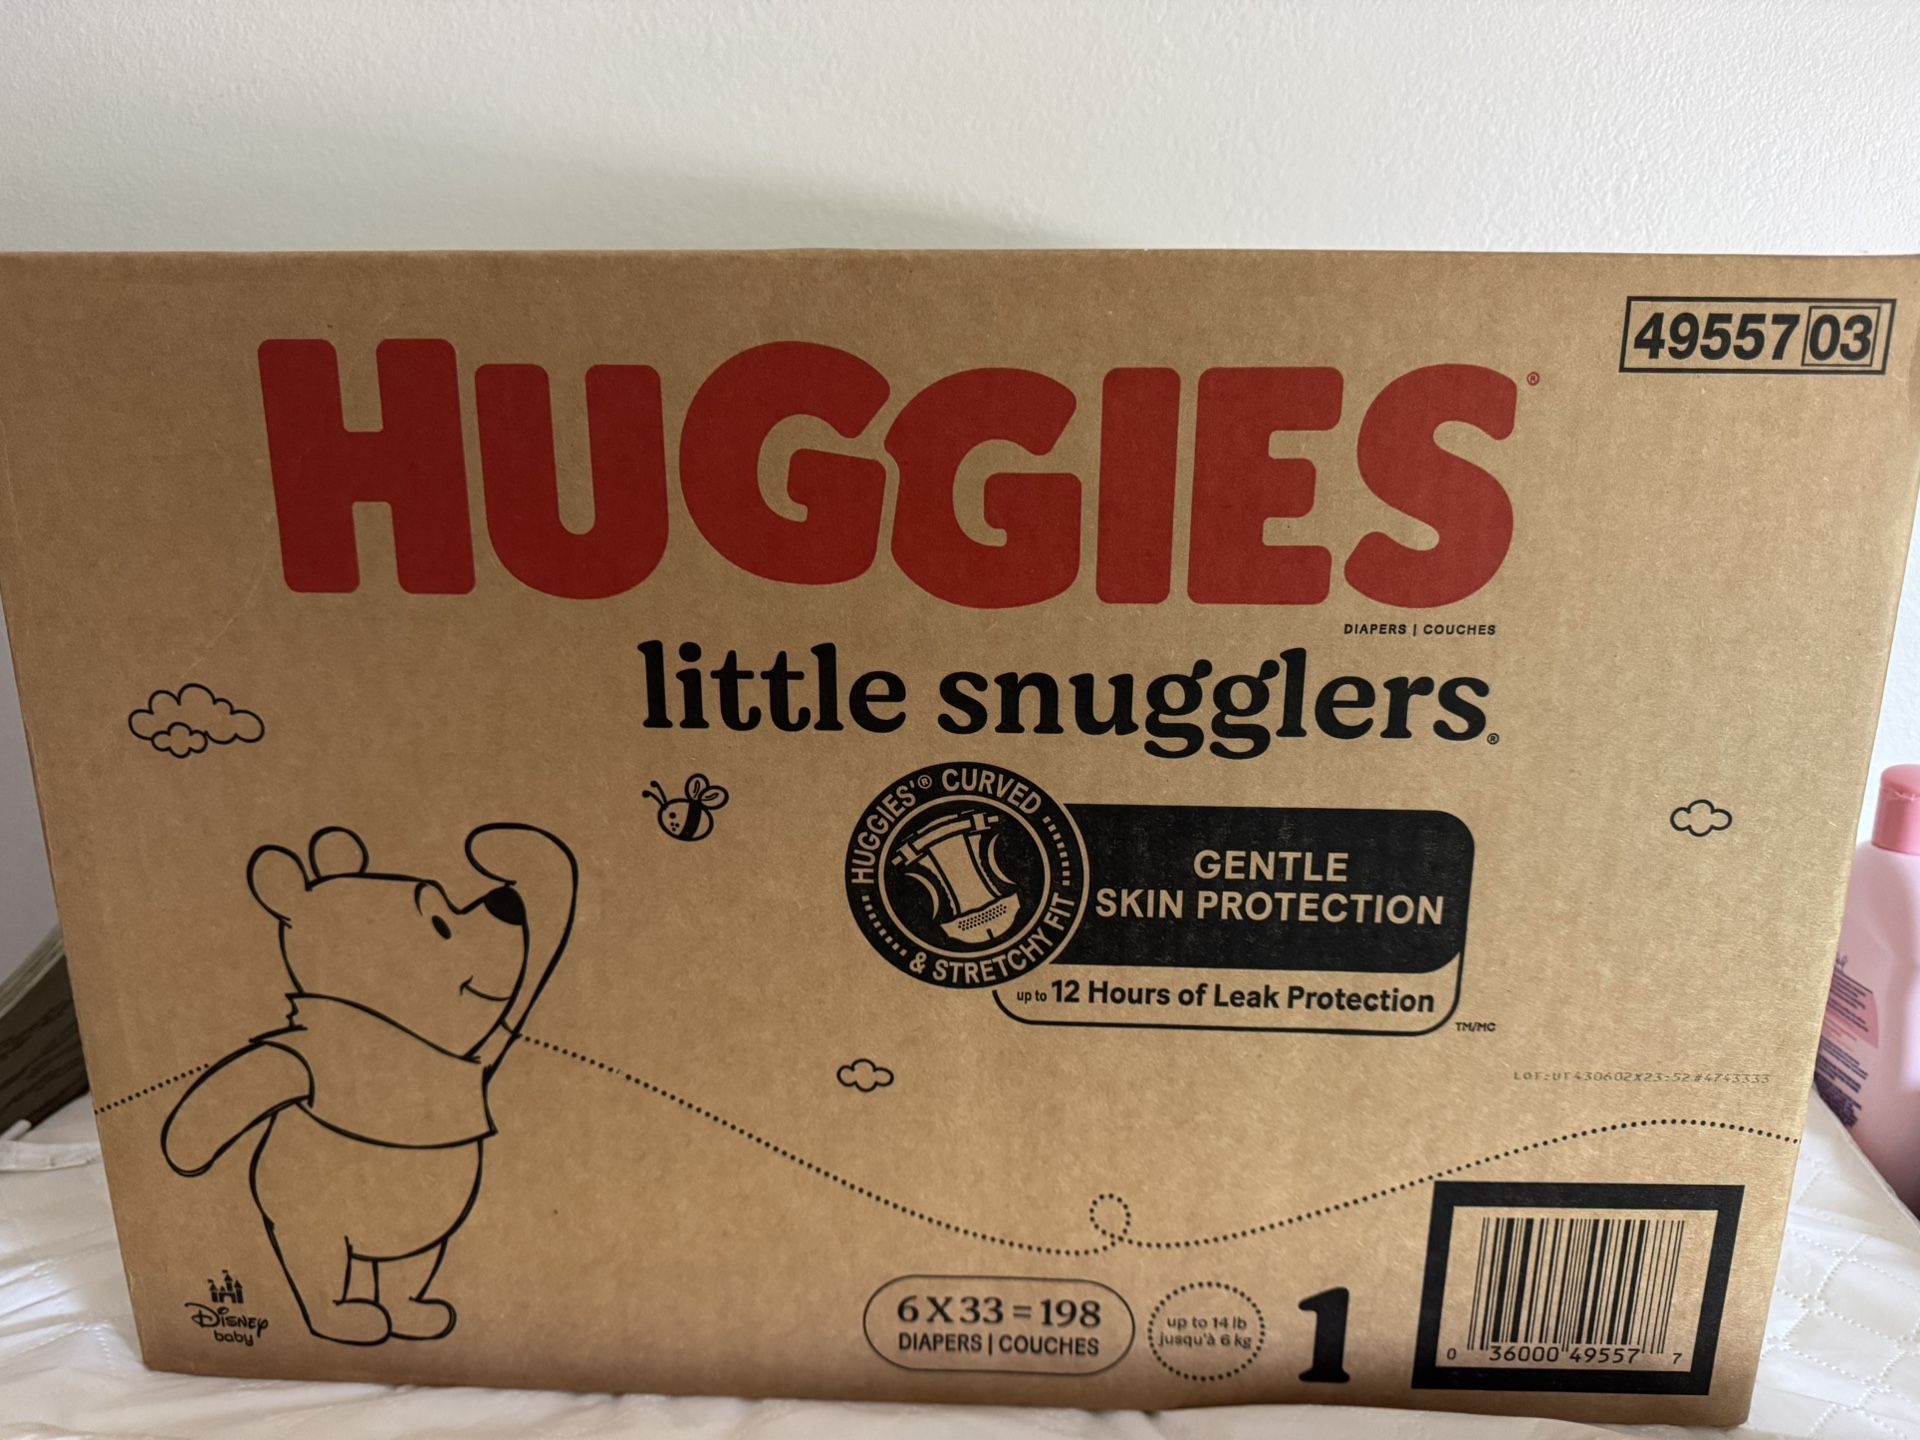 49557 03
HUGGIES®
DIAPERS | COUCHES
little snugglers®
HUGGIES'® CURVED
& STRETCHY FIT
GENTLE
SKIN PROTECTION
up to 12 Hours of Leak Protection
TM/MC
Disney
baby
6 X 33 = 198
DIAPERS | COUCHES
up to 14 lb
jusqu'à 6 kg
1
0 36000 49557 7